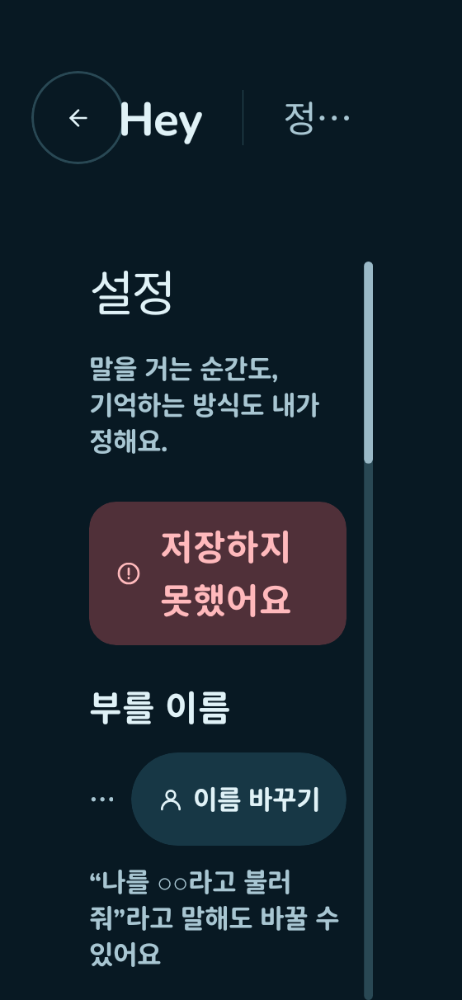 Hey
정…
설정
말을 거는 순간도,
기억하는 방식도 내가
정해요.
저장하지
못했어요
부를 이름
…
이름 바꾸기
“나를 ○○라고 불러
줘”라고 말해도 바꿀 수
있어요